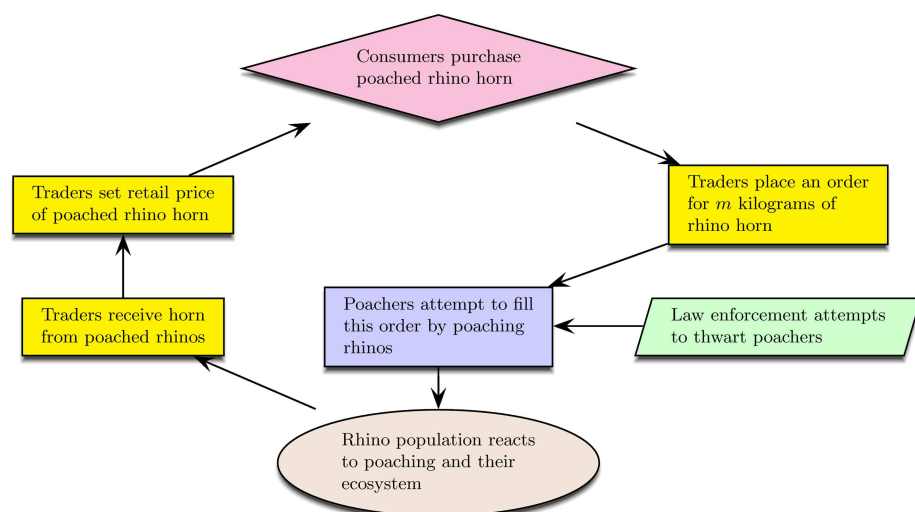 Consumers purchase
poached rhino horn
Traders set retail price
of poached rhino horn
Traders place an order
for m kilograms of
rhino horn
Traders receive horn
from poached rhinos
Poachers attempt to fill
this order by poaching
rhinos
Law enforcement attempts
to thwart poachers
Rhino population reacts
to poaching and their
ecosystem